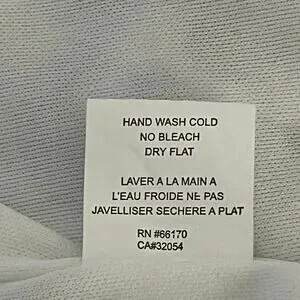 HAND WASH COLD
NO BLEACH
DRY FLAT
LAVER A LA MAIN A
L'EAU FROIDE NE PAS
JAVELLISER SECHERE A PLAT
RN #66170
CA#32054